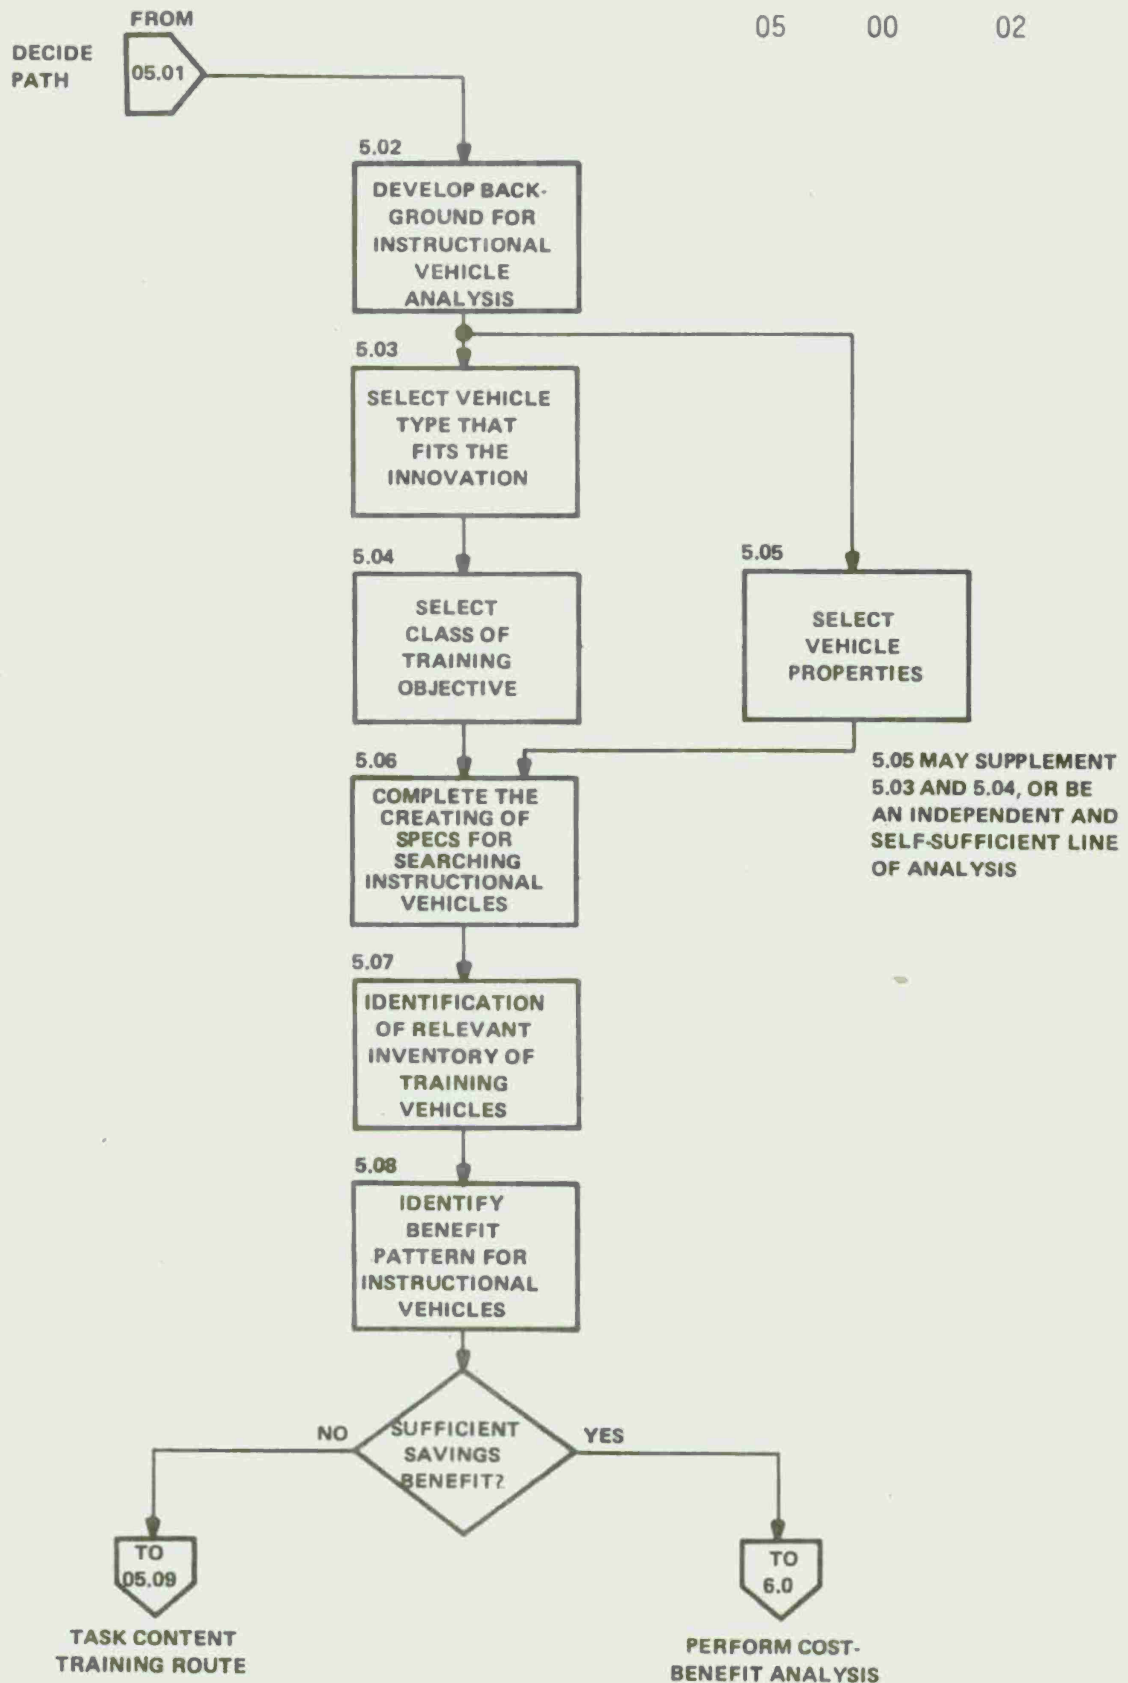 05 00 02
FROM
DECIDE
PATH
05.01
5.02
DEVELOP BACK-
GROUND FOR
INSTRUCTIONAL
VEHICLE
ANALYSIS
5.03
SELECT VEHICLE
TYPE THAT
FITS THE
INNOVATION
5.04
SELECT
CLASS OF
TRAINING
OBJECTIVE
5.05
SELECT
VEHICLE
PROPERTIES
5.05 MAY SUPPLEMENT
5.03 AND 5.04, OR BE
AN INDEPENDENT AND
SELF-SUFFICIENT LINE
OF ANALYSIS
5.06
COMPLETE THE
CREATING OF
SPECS FOR
SEARCHING
INSTRUCTIONAL
VEHICLES
5.07
IDENTIFICATION
OF RELEVANT
INVENTORY OF
TRAINING
VEHICLES
5.08
IDENTIFY
BENEFIT
PATTERN FOR
INSTRUCTIONAL
VEHICLES
SUFFICIENT
SAVINGS
BENEFIT?
NO
YES
TO
05.09
TASK CONTENT
TRAINING ROUTE
TO
6.0
PERFORM COST-
BENEFIT ANALYSIS